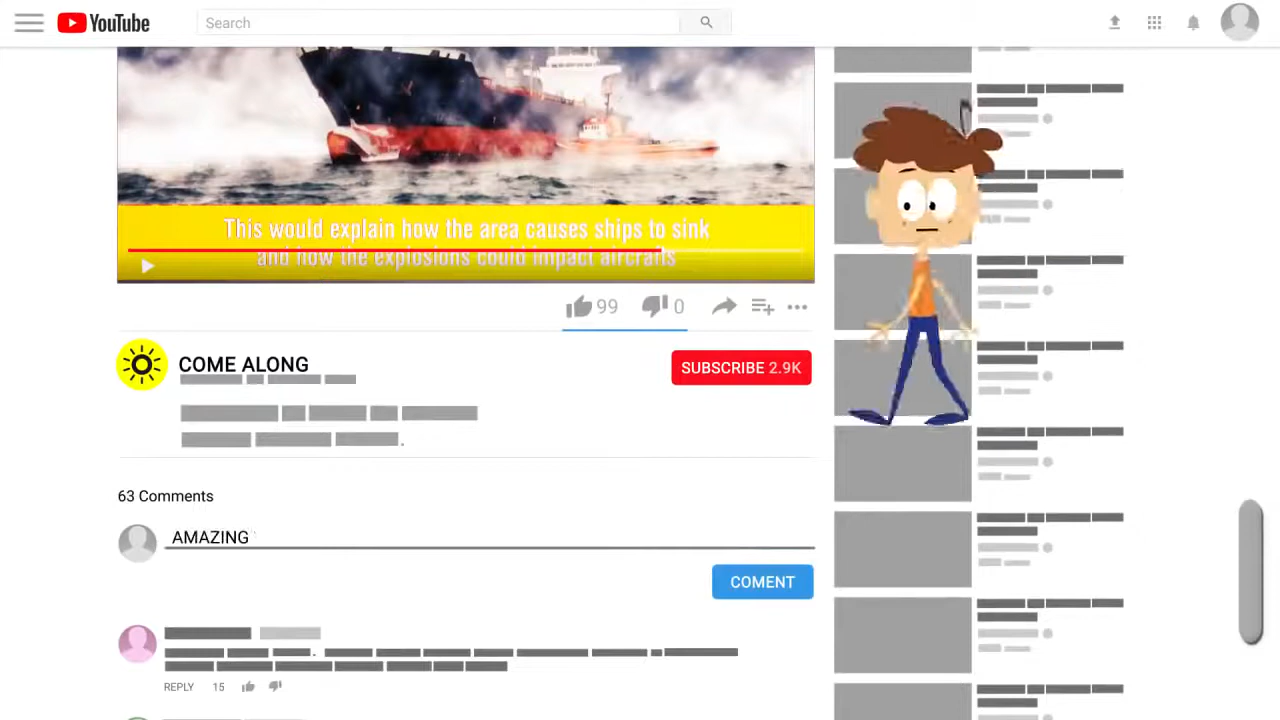 YouTube
Search
This would explain how the area causes ships to sink
and how the explosions could impact aircrafts
99
0
COME ALONG
SUBSCRIBE 2.9K
63 Comments
AMAZING
COMENT
REPLY 15